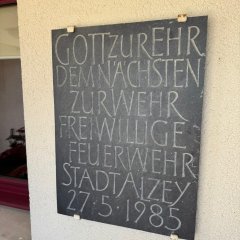 GOTT ZUR EHR
DEM NÄCHSTEN
ZUR WEHR
FREIWILLIGE
FEUERWEHR
STADT ALZEY
27·5·1985